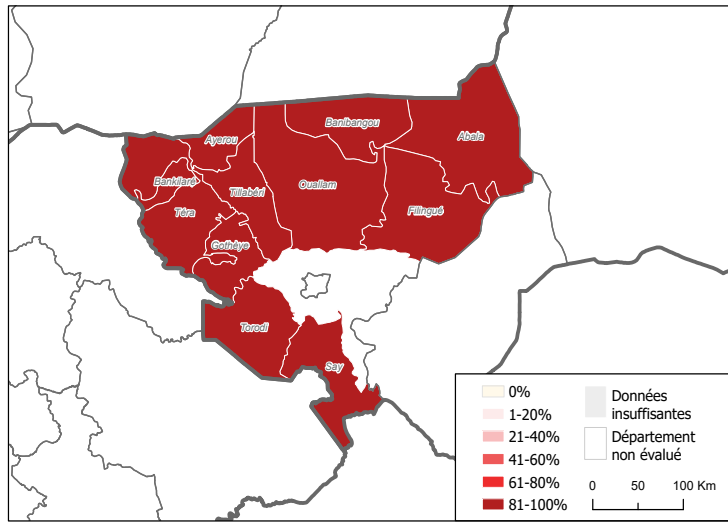 Banibangou
Abala
Ayerou
Bankilaré
Tillabéri
Ouallam
Téra
Filingué
Gothèye
Torodi
Say
0%
1-20%
21-40%
41-60%
61-80%
81-100%
Données
insuffisantes
Département
non évalué
0 50 100 Km